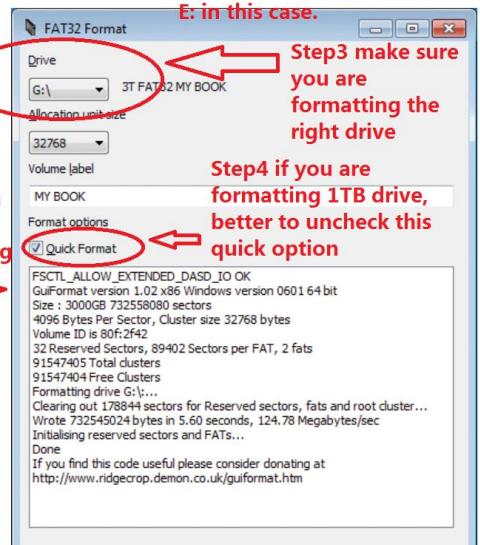 E: in this case.
FAT32 Format
Drive
G:\ 3T FAT32 MY BOOK
Step3 make sure
you are
formatting the
right drive
Allocation unit size
32768
Volume label
MY BOOK
Step4 if you are
formatting 1TB drive,
better to uncheck this
quick option
Format options
Quick Format
FSCTL_ALLOW_EXTENDED_DASD_IO OK
GuiFormat version 1.02 x86 Windows version 0601 64 bit
Size : 3000GB 732558080 sectors
4096 Bytes Per Sector, Cluster size 32768 bytes
Volume ID is 80f:2f42
32 Reserved Sectors, 89402 Sectors per FAT, 2 fats
91547405 Total clusters
91547404 Free Clusters
Formatting drive G:\:...
Clearing out 178844 sectors for Reserved sectors, fats and root cluster...
Wrote 732545024 bytes in 5.60 seconds, 124.78 Megabytes/sec
Initialising reserved sectors and FATs...
Done
If you find this code useful please consider donating at
http://www.ridgecrop.demon.co.uk/guiformat.htm